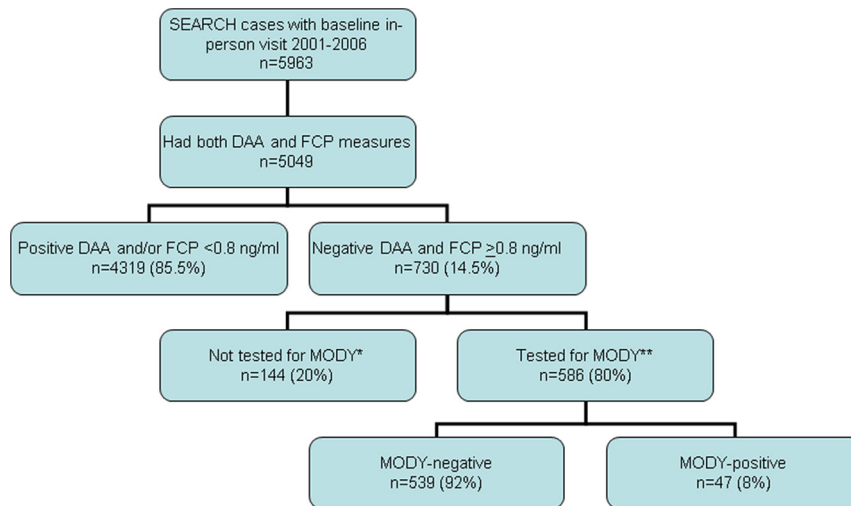 SEARCH cases with baseline in-
person visit 2001-2006
n=5963
Had both DAA and FCP measures
n=5049
Positive DAA and/or FCP <0.8 ng/ml
n=4319 (85.5%)
Negative DAA and FCP ≥0.8 ng/ml
n=730 (14.5%)
Not tested for MODY*
n=144 (20%)
Tested for MODY**
n=586 (80%)
MODY-negative
n=539 (92%)
MODY-positive
n=47 (8%)